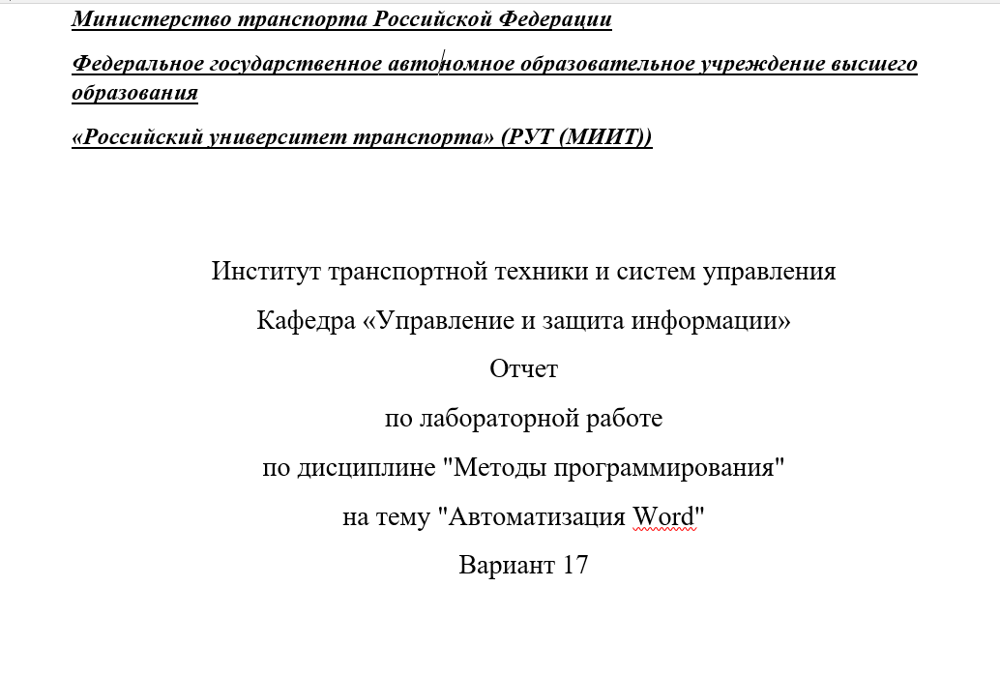 Министерство транспорта Российской Федерации
Федеральное государственное автономное образовательное учреждение высшего
образования
«Российский университет транспорта» (РУТ (МИИТ))
Институт транспортной техники и систем управления
Кафедра «Управление и защита информации»
Отчет
по лабораторной работе
по дисциплине "Методы программирования"
на тему "Автоматизация Word"
Вариант 17